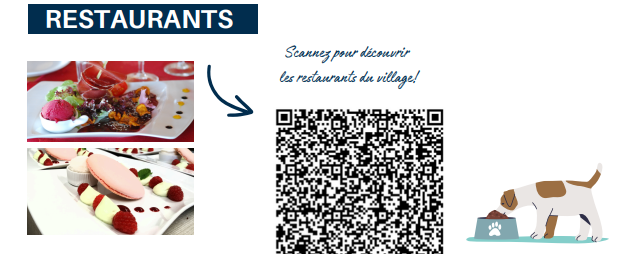 RESTAURANTS
Scannez pour découvrir
les restaurants du village!